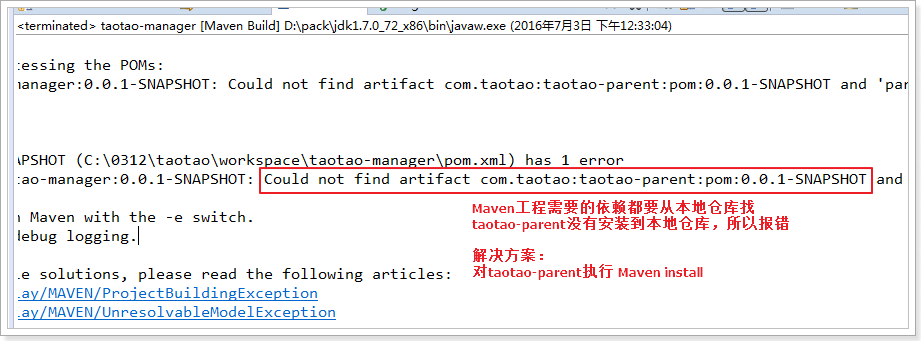 <terminated> taotao-manager [Maven Build] D:\pack\jdk1.7.0_72_x86\bin\javaw.exe (2016年7月3日 下午12:33:04)
cessing the POMs:
nanager:0.0.1-SNAPSHOT: Could not find artifact com.taotao:taotao-parent:pom:0.0.1-SNAPSHOT and 'par
APSHOT (C:\0312\taotao\workspace\taotao-manager\pom.xml) has 1 error
tao-manager:0.0.1-SNAPSHOT: Could not find artifact com.taotao:taotao-parent:pom:0.0.1-SNAPSHOT and
Maven工程需要的依赖都要从本地仓库找
n Maven with the -e switch.
taotao-parent没有安装到本地仓库，所以报错
debug logging.
解决方案：
le solutions, please read the following articles:
对taotao-parent执行 Maven install
.ay/MAVEN/ProjectBuildingException
.ay/MAVEN/UnresolvableModelException